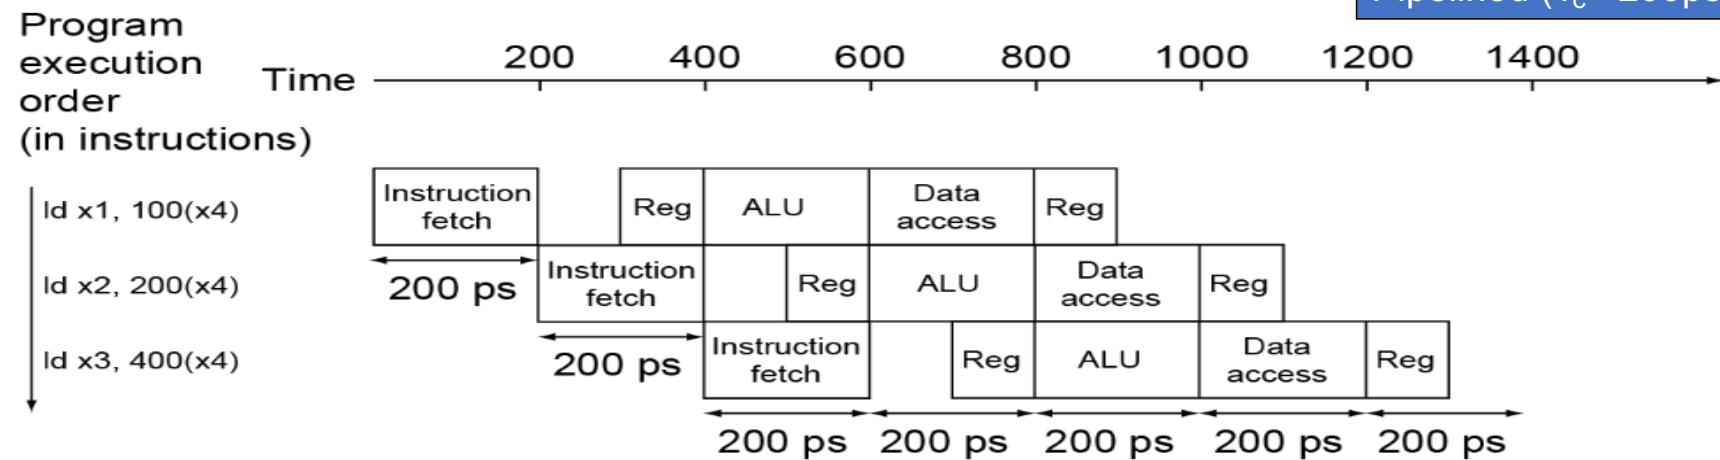 Pipelined (Tc
Program
execution
order
(in instructions)
Time
200 400 600 800 1000 1200 1400
ld x1, 100(x4)
Instruction
fetch
Reg
ALU
Data
access
Reg
200 ps
ld x2, 200(x4)
Instruction
fetch
Reg
ALU
Data
access
Reg
200 ps
ld x3, 400(x4)
Instruction
fetch
Reg
ALU
Data
access
Reg
200 ps 200 ps 200 ps 200 ps 200 ps